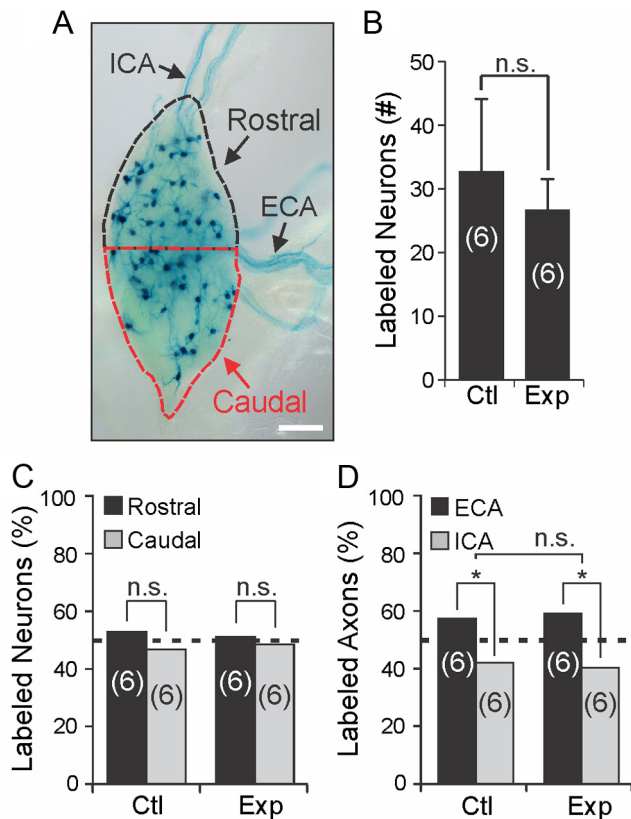 A
ICA
Rostral
ECA
Caudal
B
Labeled Neurons (#)
50
40
30
20
10
0
n.s.
(6)
(6)
Ctl
Exp
C
Labeled Neurons (%)
100
80
60
40
20
0
Rostral
Caudal
n.s.
n.s.
(6)
(6)
(6)
(6)
Ctl
Exp
D
Labeled Axons (%)
100
80
60
40
20
0
ECA
ICA
n.s.
*
*
(6)
(6)
(6)
(6)
Ctl
Exp